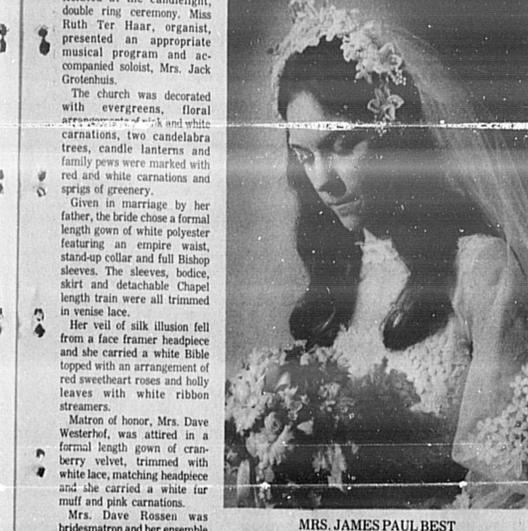 double ring ceremony. Miss
Ruth Ter Haar, organist,
presented an appropriate
musical program and ac-
companied soloist, Mrs. Jack
Grotenhuis.
The church was decorated
with evergreens, floral
arrangements of pink and white
carnations, two candelabra
trees, candle lanterns and
family pews were marked with
red and white carnations and
sprigs of greenery.
Given in marriage by her
father, the bride chose a formal
length gown of white polyester
featuring an empire waist,
stand-up collar and full Bishop
sleeves. The sleeves, bodice,
skirt and detachable Chapel
length train were all trimmed
in venise lace.
Her veil of silk illusion fell
from a face framer headpiece
and she carried a white Bible
topped with an arrangement of
red sweetheart roses and holly
leaves with white ribbon
streamers.
Matron of honor, Mrs. Dave
Westerhof, was attired in a
formal length gown of cran-
berry velvet, trimmed with
white lace, matching headpiece
and she carried a white fur
muff and pink carnations.
Mrs. Dave Rossen was
bridesmatron and her ensemble
MRS. JAMES PAUL BEST